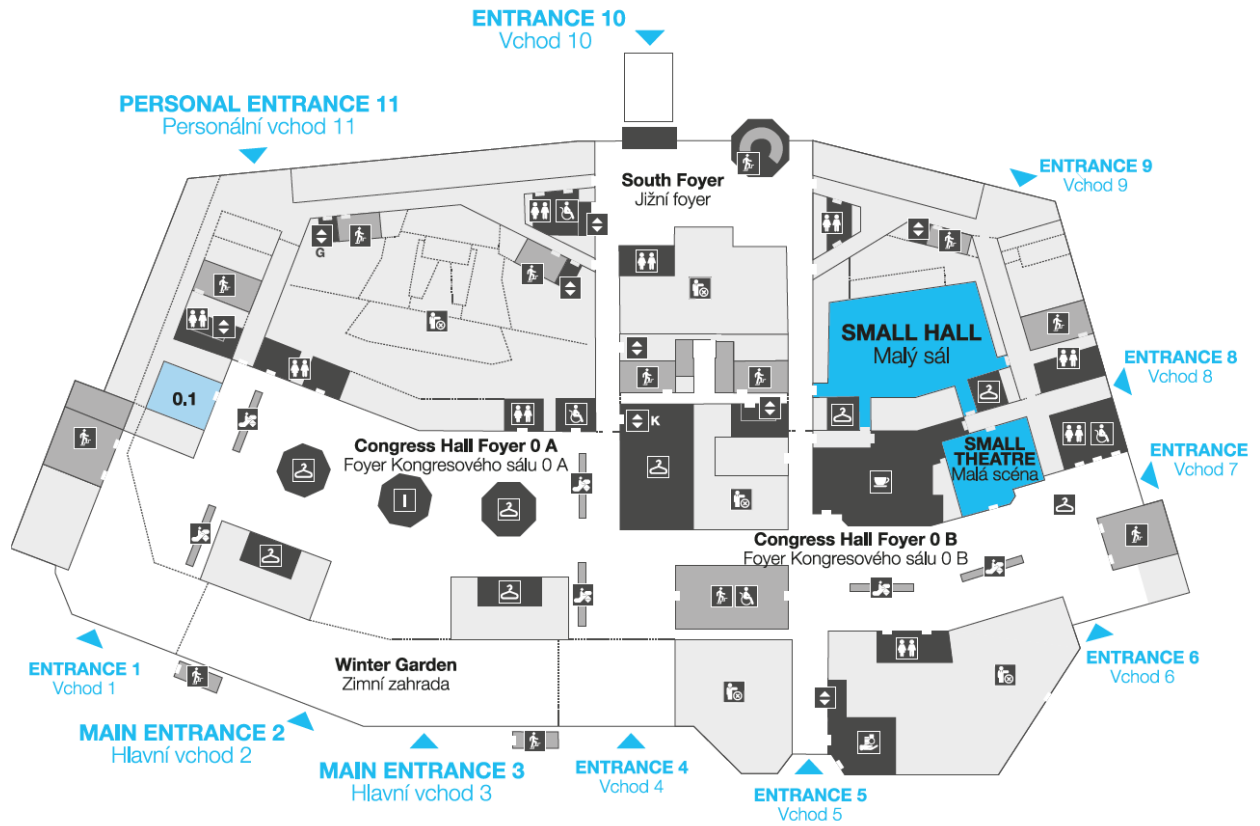 ENTRANCE 10
Vchod 10
PERSONAL ENTRANCE 11
Personální vchod 11
ENTRANCE 9
Vchod 9
South Foyer
Jižní foyer
G
SMALL HALL
Malý sál
ENTRANCE 8
Vchod 8
0.1
K
Congress Hall Foyer 0 A
Foyer Kongresového sálu 0 A
SMALL
THEATRE
Malá scéna
ENTRANCE
Vchod 7
I
Congress Hall Foyer 0 B
Foyer Kongresového sálu 0 B
ENTRANCE 1
Vchod 1
Winter Garden
Zimní zahrada
ENTRANCE 6
Vchod 6
MAIN ENTRANCE 2
Hlavní vchod 2
MAIN ENTRANCE 3
Hlavní vchod 3
ENTRANCE 4
Vchod 4
ENTRANCE 5
Vchod 5